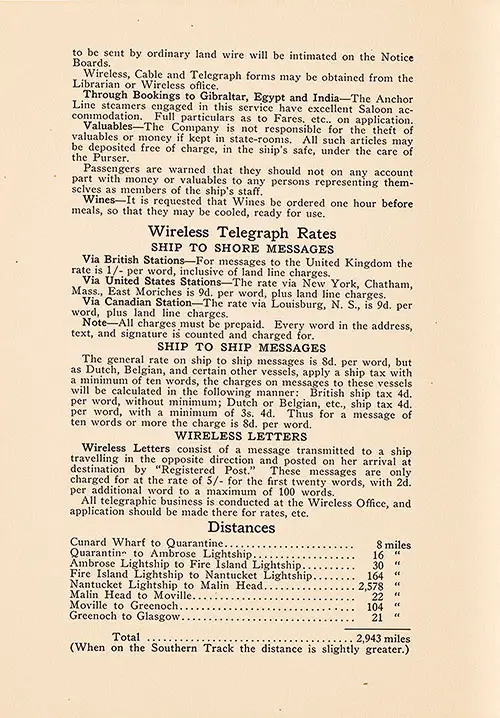 to be sent by ordinary land wire will be intimated on the Notice
Boards.
Wireless, Cable and Telegraph forms may be obtained from the
Librarian or Wireless office.
Through Bookings to Gibraltar, Egypt and India—The Anchor
Line steamers engaged in this service have excellent Saloon ac-
commodation. Full particulars as to Fares, etc.. on application.
Valuables—The Company is not responsible for the theft of
valuables or money if kept in state-rooms. All such articles may
be deposited free of charge, in the ship's safe, under the care of
the Purser.
Passengers are warned that they should not on any account
part with money or valuables to any persons representing them-
selves as members of the ship's staff.
Wines—It is requested that Wines be ordered one hour before
meals, so that they may be cooled, ready for use.
Wireless Telegraph Rates
SHIP TO SHORE MESSAGES
Via British Stations—For messages to the United Kingdom the
rate is 1/- per word, inclusive of land line charges.
Via United States Stations—The rate via New York, Chatham,
Mass., East Moriches is 9d. per word, plus land line charges.
Via Canadian Station—The rate via Louisburg, N. S., is 9d. per
word, plus land line charges.
Note—All charges must be prepaid. Every word in the address,
text, and signature is counted and charged for.
SHIP TO SHIP MESSAGES
The general rate on ship to ship messages is 8d. per word, but
as Dutch, Belgian, and certain other vessels, apply a ship tax with
a minimum of ten words, the charges on messages to these vessels
will be calculated in the following manner: British ship tax 4d.
per word, without minimum; Dutch or Belgian, etc., ship tax 4d.
per word, with a minimum of 3s. 4d. Thus for a message of
ten words or more the charge is 8d. per word.
WIRELESS LETTERS
Wireless Letters consist of a message transmitted to a ship
travelling in the opposite direction and posted on her arrival at
destination by "Registered Post." These messages are only
charged for at the rate of 5/- for the first twenty words, with 2d.
per additional word to a maximum of 100 words.
All telegraphic business is conducted at the Wireless Office, and
application should be made there for rates, etc.
Distances
Cunard Wharf to Quarantine........................ 8 miles
Quarantine to Ambrose Lightship................... 16 "
Ambrose Lightship to Fire Island Lightship.......... 30 "
Fire Island Lightship to Nantucket Lightship........ 164 "
Nantucket Lightship to Malin Head................. 2,578 "
Malin Head to Moville.............................. 22 "
Moville to Greenoch................................ 104 "
Greenoch to Glasgow................................ 21 "
Total ...................................... 2,943 miles
(When on the Southern Track the distance is slightly greater.)